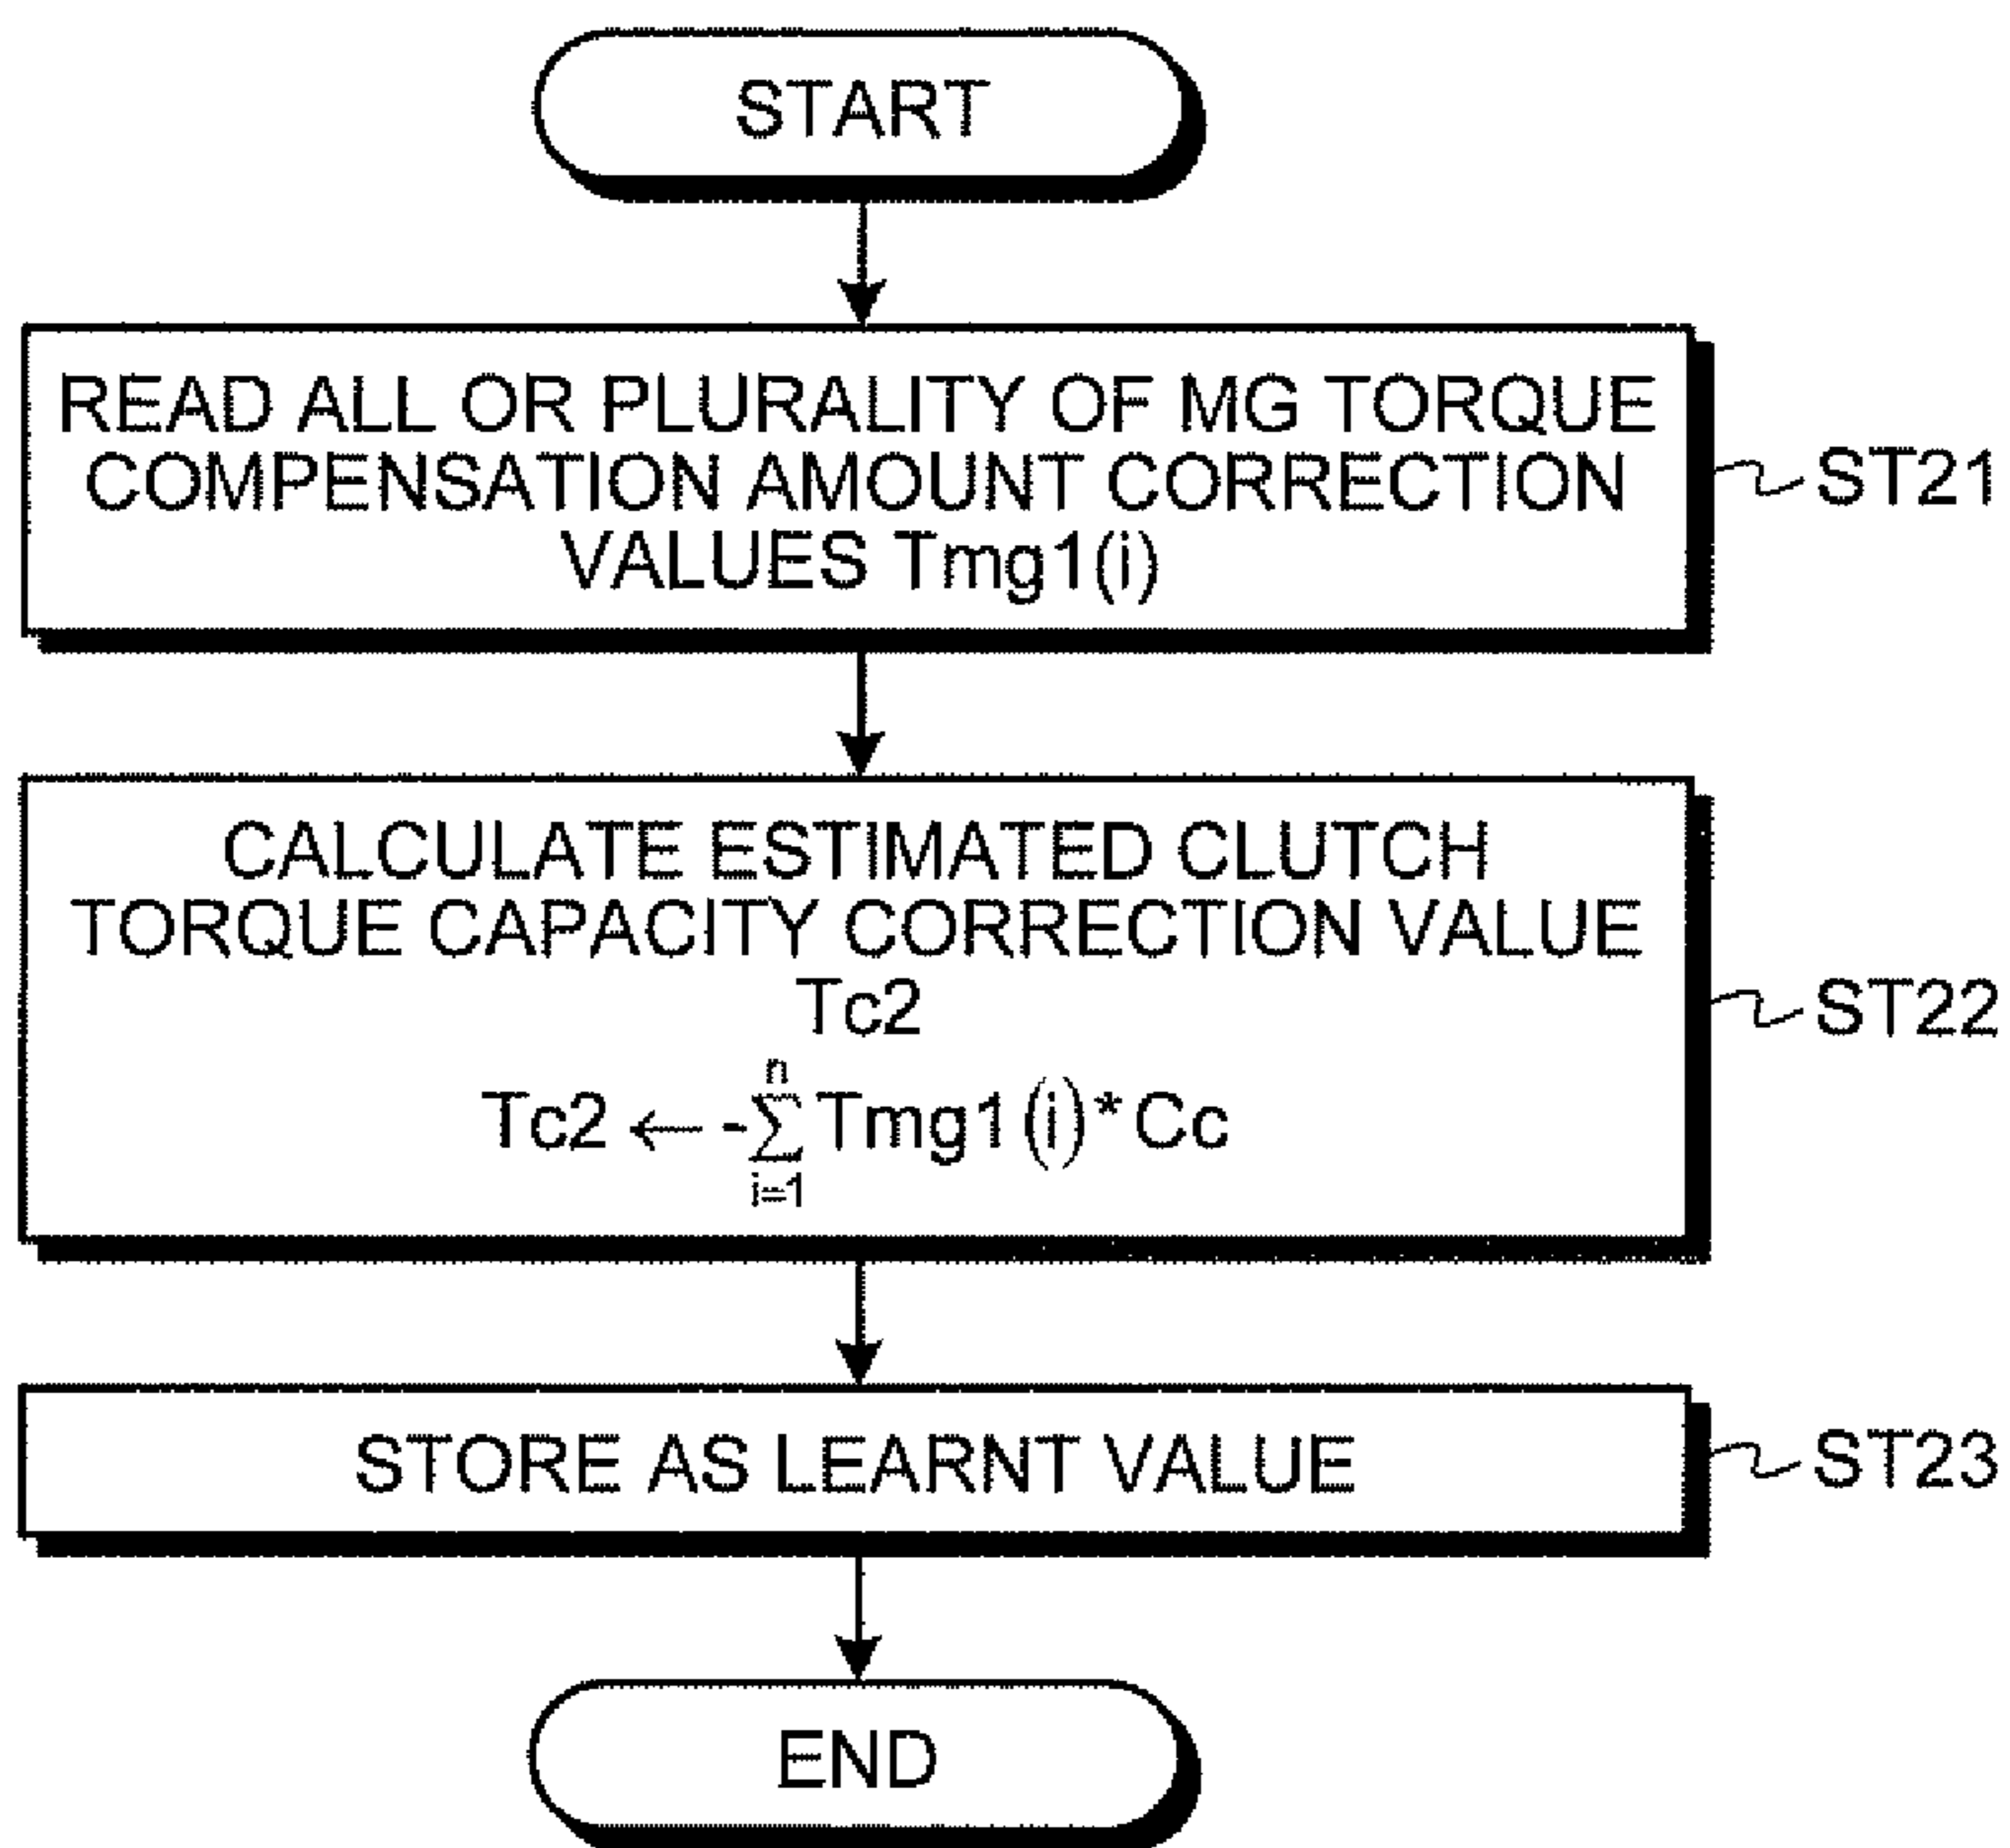 START
READ ALL OR PLURALITY OF MG TORQUE
COMPENSATION AMOUNT CORRECTION
VALUES Tmg1(i)
ST21
CALCULATE ESTIMATED CLUTCH
TORQUE CAPACITY CORRECTION VALUE
Tc2
Tc2 ← -∑ⁿᵢ₌₁ Tmg1(i)*Cc
ST22
STORE AS LEARNT VALUE
ST23
END